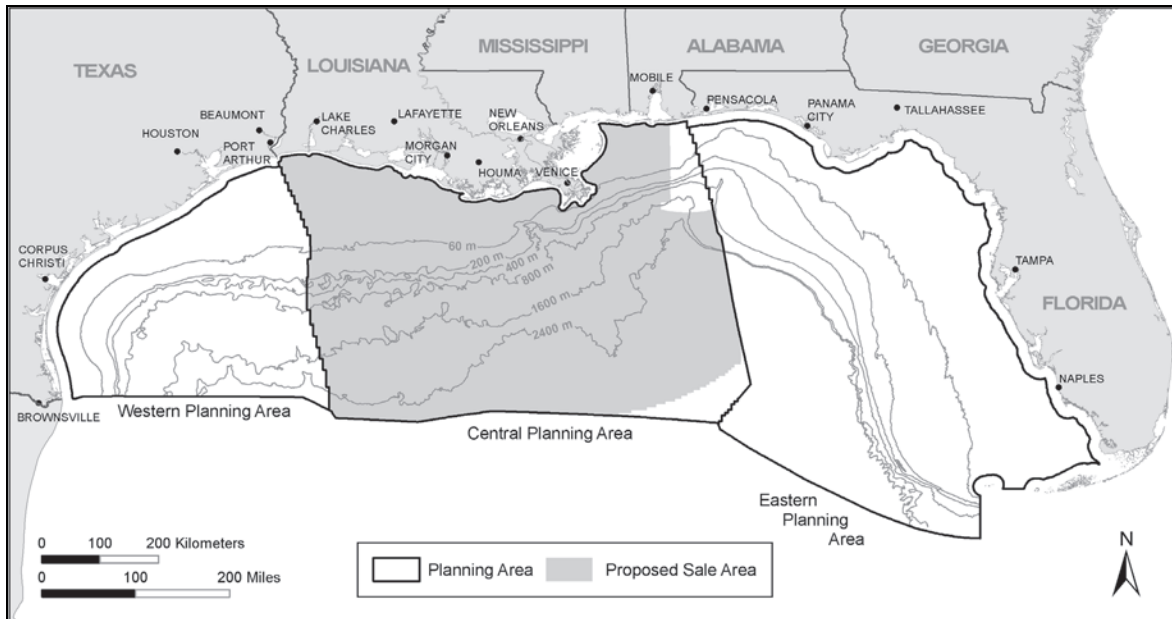 MISSISSIPPI
ALABAMA
GEORGIA
TEXAS
LOUISIANA
MOBILE
PENSACOLA
PANAMA
CITY
TALLAHASSEE
BEAUMONT
HOUSTON
PORT
ARTHUR
LAKE
CHARLES
LAFAYETTE
NEW
ORLEANS
MORGAN
CITY
HOUMA
VENICE
CORPUS
CHRISTI
60 m
200 m
400 m
800 m
1600 m
2400 m
TAMPA
FLORIDA
NAPLES
BROWNSVILLE
Western Planning Area
Central Planning Area
Eastern
Planning
Area
0 100 200 Kilometers
0 100 200 Miles
Planning Area
Proposed Sale Area
N